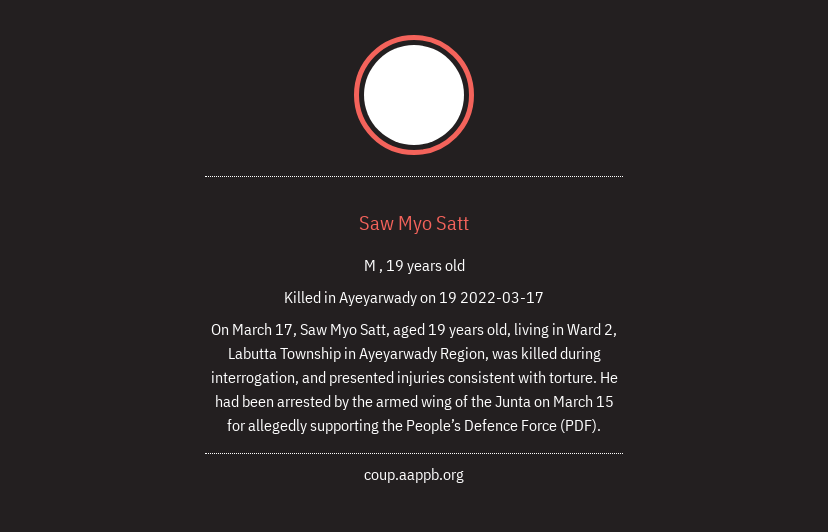 Saw Myo Satt
M , 19 years old
Killed in Ayeyarwady on 19 2022-03-17
On March 17, Saw Myo Satt, aged 19 years old, living in Ward 2,
Labutta Township in Ayeyarwady Region, was killed during
interrogation, and presented injuries consistent with torture. He
had been arrested by the armed wing of the Junta on March 15
for allegedly supporting the People’s Defence Force (PDF).
coup.aappb.org